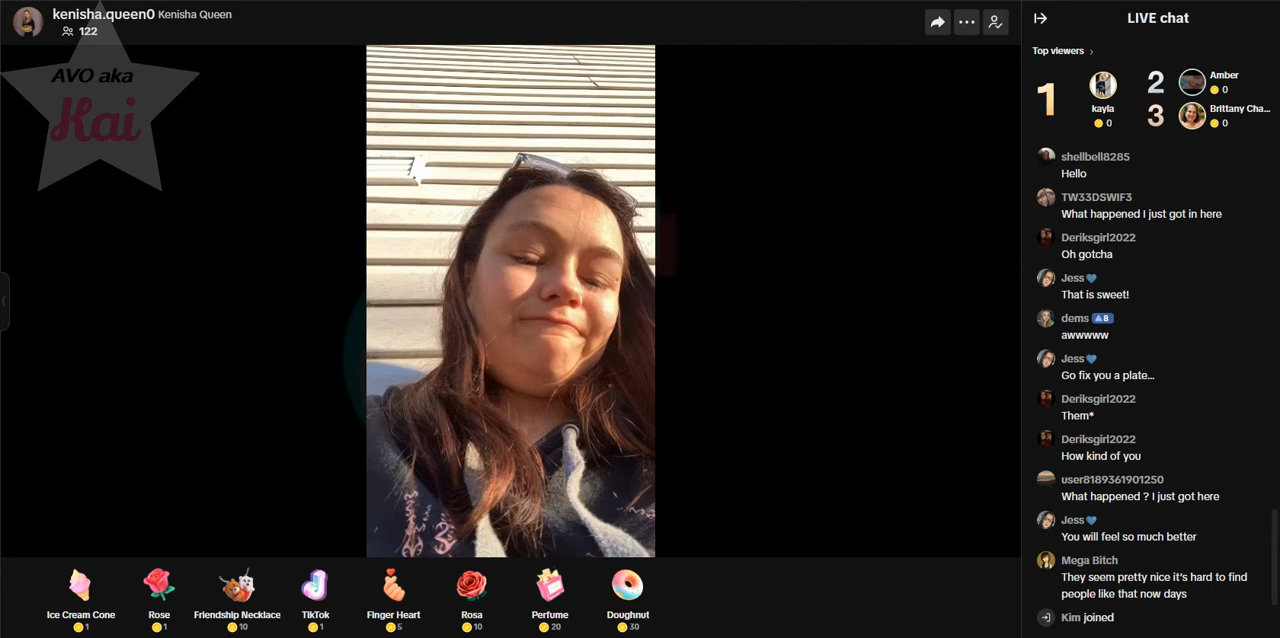 kenisha.queen0 Kenisha Queen
122
AVO aka
Kai
LIVE chat
Top viewers
1
kayla
0
2
Amber
0
3
Brittany Cha...
0
shellbell8285
Hello
TW33DSWIF3
What happened I just got in here
Deriksgirl2022
Oh gotcha
Jess💙
That is sweet!
dems 8
awwwww
Jess💙
Go fix you a plate...
Deriksgirl2022
Them*
Deriksgirl2022
How kind of you
user8189361901250
What happened ? I just got here
Jess💙
You will feel so much better
Mega Bitch
They seem pretty nice it's hard to find
people like that now days
Kim joined
Ice Cream Cone
1
Rose
1
Friendship Necklace
10
TikTok
1
Finger Heart
5
Rosa
10
Perfume
20
Doughnut
30